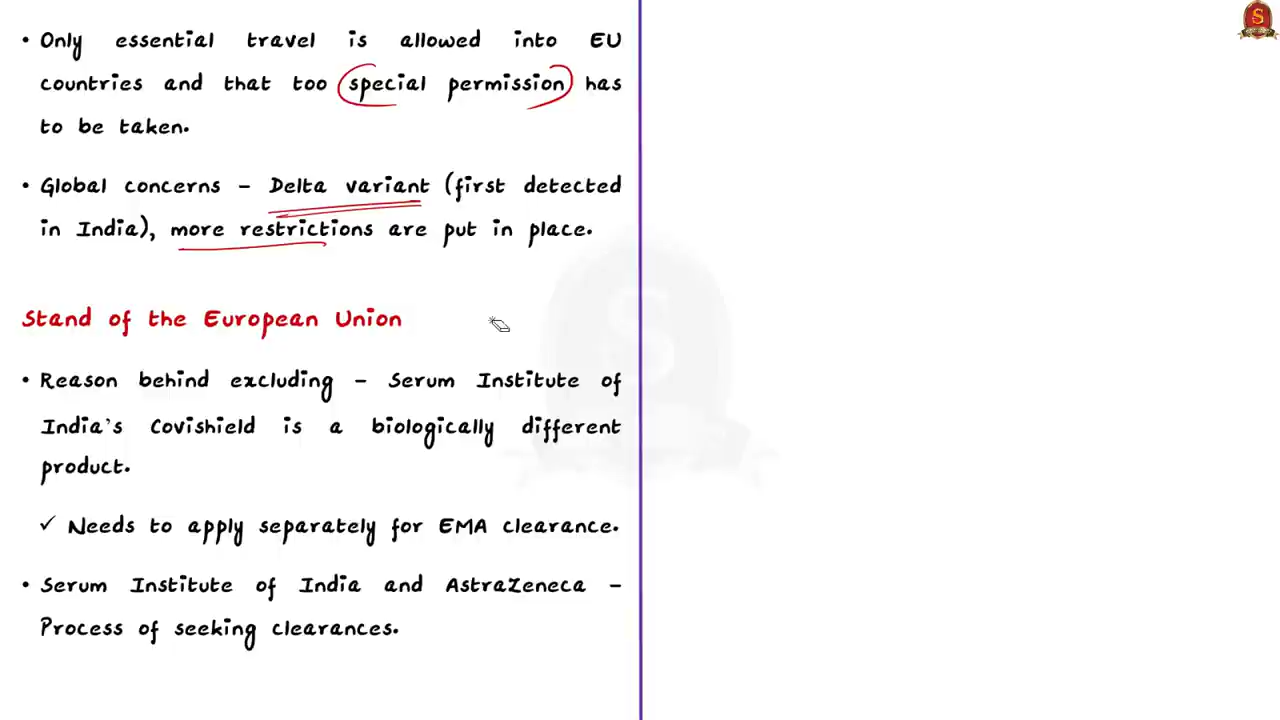 • Only essential travel is allowed into EU
countries and that too special permission has
to be taken.
• Global concerns - Delta variant (first detected
in India), more restrictions are put in place.
Stand of the European Union
• Reason behind excluding - Serum Institute of
India's Covishield is a biologically different
product.
✓ Needs to apply separately for EMA clearance.
• Serum Institute of India and AstraZeneca -
Process of seeking clearances.